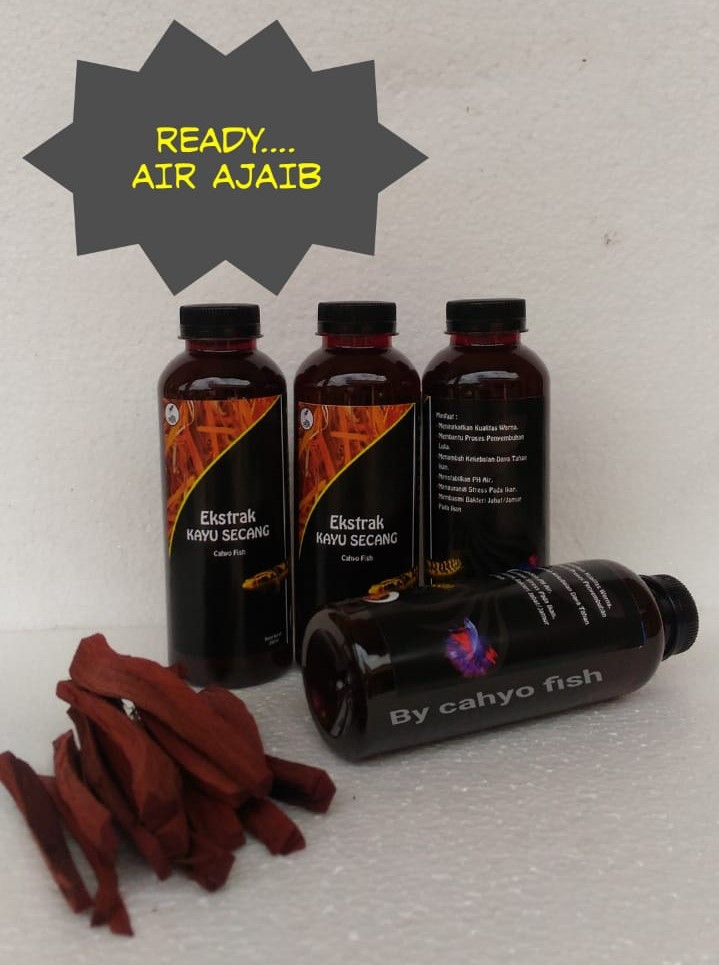 READY....
AIR AJAIB
Ekstrak
KAYU SECANG
Cahyo Fish
Ekstrak
KAYU SECANG
Cahyo Fish
Manfaat :
-Meningkatkan Kualitas Warna.
-Membantu Proses Penyembuhan
Luka.
-Menambah Kekebalan Daya Tahan
Ikan.
-Menstabilkan PH Air.
-Mengurangi Stress Pada Ikan.
-Membasmi Bakteri Jahat/Jamur
Pada Ikan
By cahyo fish